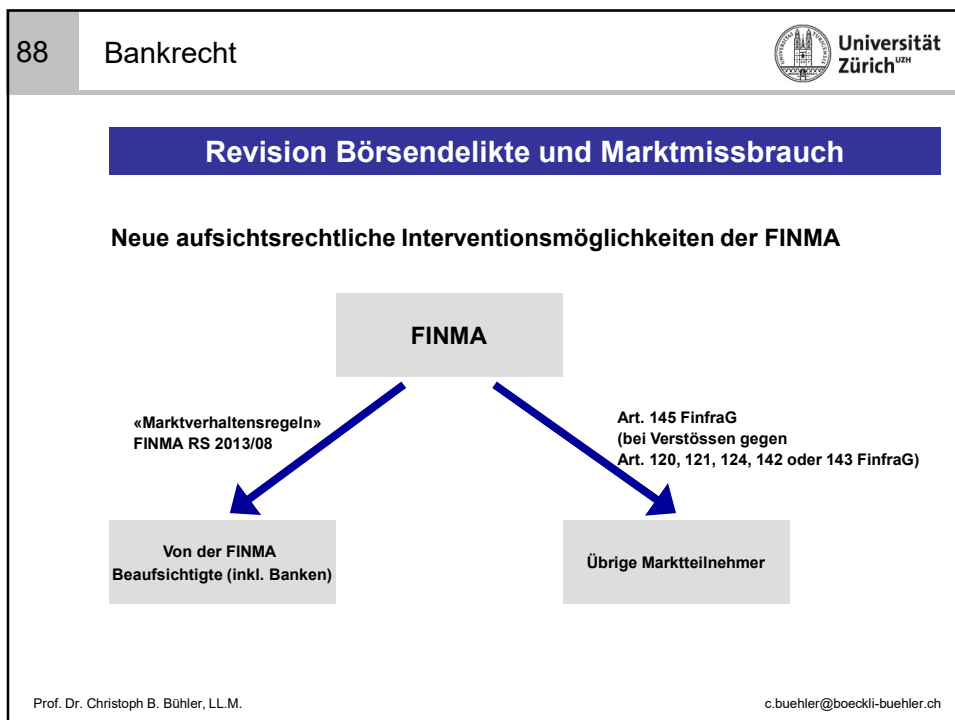 88
Bankrecht
Universität
Zürich UZH
Revision Börsendelikte und Marktmissbrauch
Neue aufsichtsrechtliche Interventionsmöglichkeiten der FINMA
FINMA
«Marktverhaltensregeln»
FINMA RS 2013/08
Art. 145 FinfraG
(bei Verstössen gegen
Art. 120, 121, 124, 142 oder 143 FinfraG)
Von der FINMA
Beaufsichtigte (inkl. Banken)
Übrige Marktteilnehmer
Prof. Dr. Christoph B. Bühler, LL.M.
c.buehler@boeckli-buehler.ch